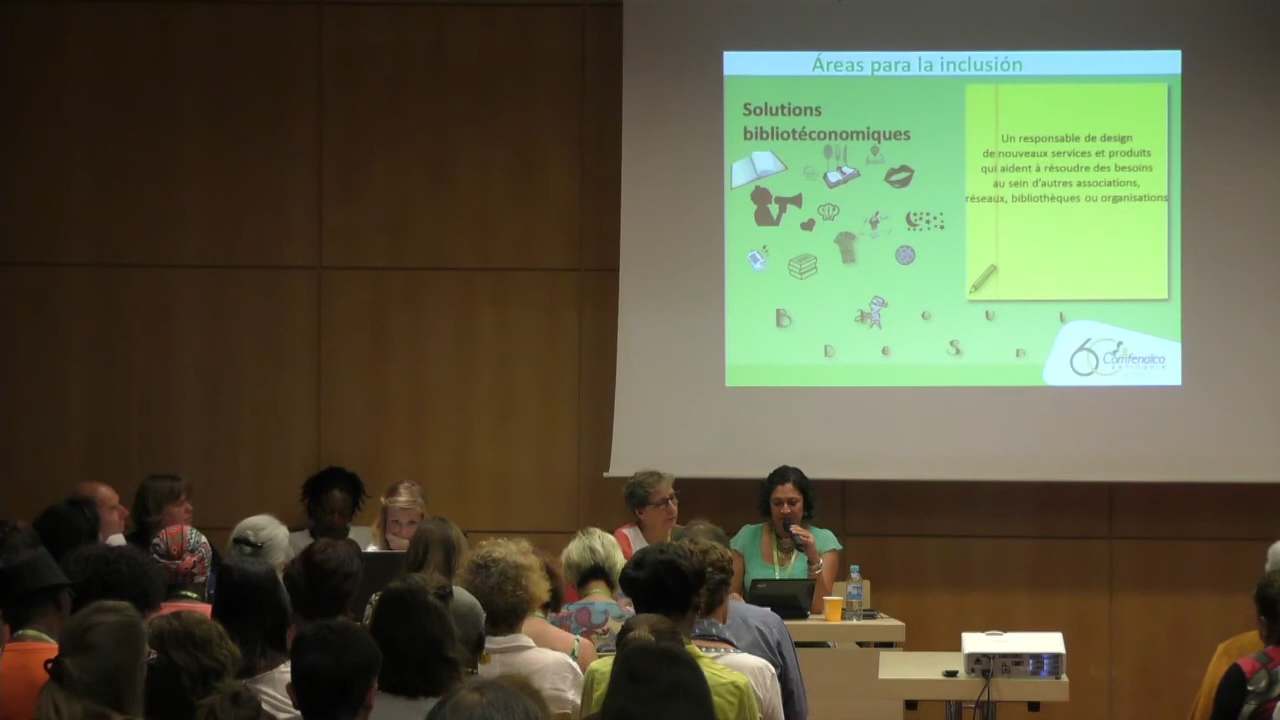 Áreas para la inclusión
Solutions
bibliotéconomiques
Un responsable de design
de nouveaux services et produits
qui aident à résoudre des besoins
au sein d'autres associations,
réseaux, bibliothèques ou organisations
B a o U
D e S n
60 Comfenalco